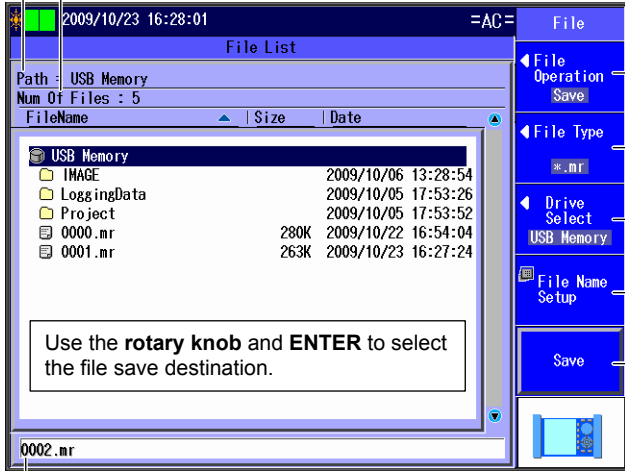 2009/10/23 16:28:01 =AC=
File List
Path = USB Memory
Num Of Files : 5
FileName Size Date
USB Memory
IMAGE 2009/10/06 13:28:54
LoggingData 2009/10/05 17:53:26
Project 2009/10/05 17:53:52
0000.mr 280K 2009/10/22 16:54:04
0001.mr 263K 2009/10/23 16:27:24
Use the rotary knob and ENTER to select
the file save destination.
0002.mr
File
File
Operation
Save
File Type
*.mr
Drive
Select
USB Memory
File Name
Setup
Save